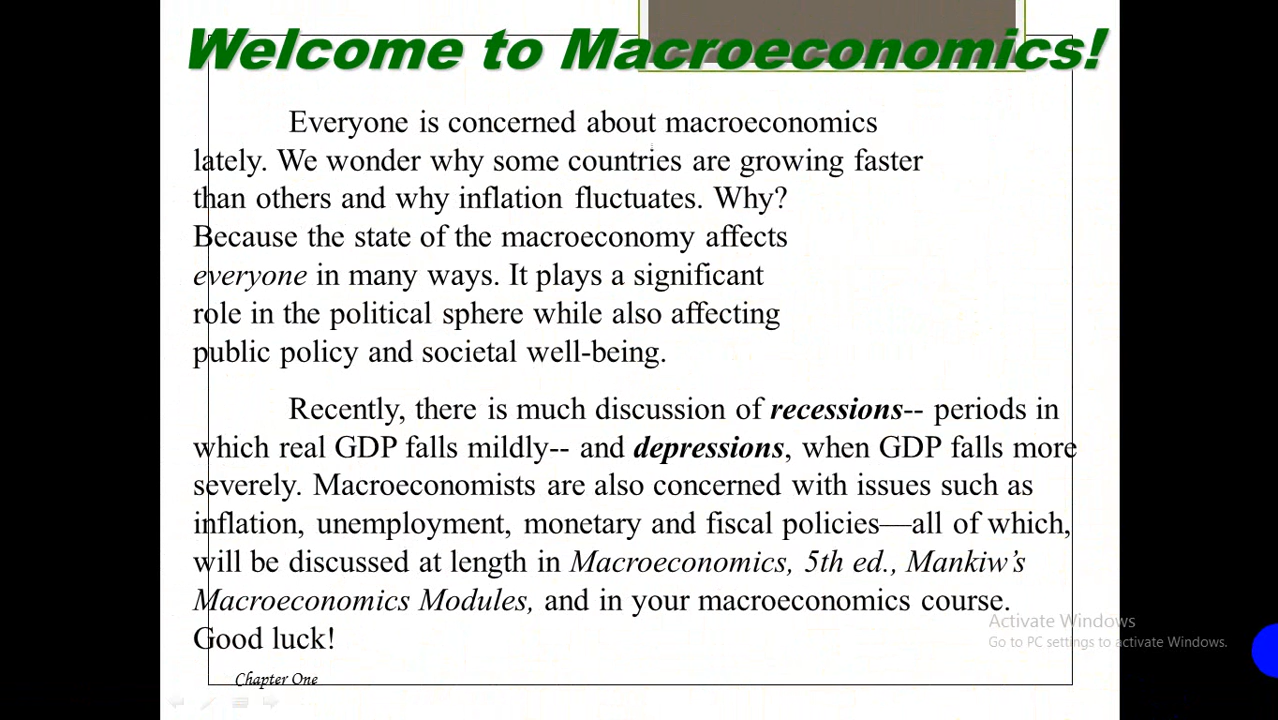 Welcome to Macroeconomics!
Everyone is concerned about macroeconomics
lately. We wonder why some countries are growing faster
than others and why inflation fluctuates. Why?
Because the state of the macroeconomy affects
everyone in many ways. It plays a significant
role in the political sphere while also affecting
public policy and societal well-being.
Recently, there is much discussion of recessions-- periods in
which real GDP falls mildly-- and depressions, when GDP falls more
severely. Macroeconomists are also concerned with issues such as
inflation, unemployment, monetary and fiscal policies—all of which,
will be discussed at length in Macroeconomics, 5th ed., Mankiw’s
Macroeconomics Modules, and in your macroeconomics course.
Good luck!
Activate Windows
Go to PC settings to activate Windows.
Chapter One